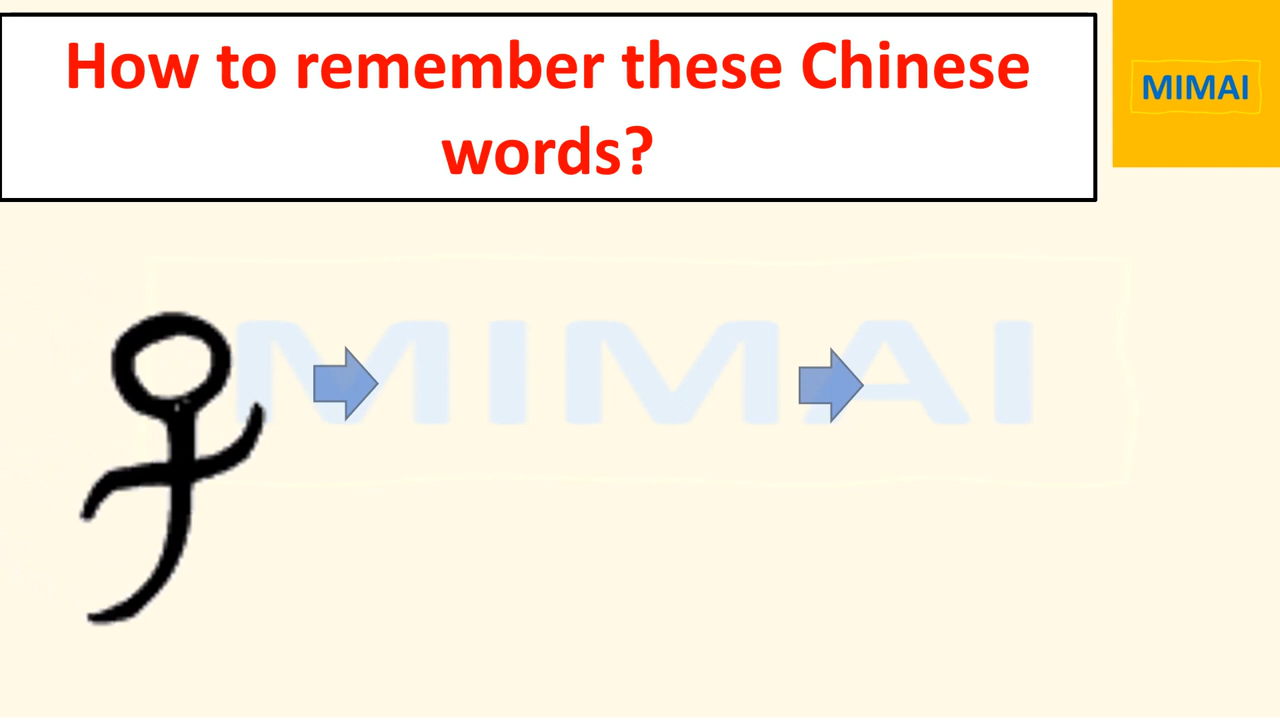 How to remember these Chinese
words?
MIMAI
MIMAI